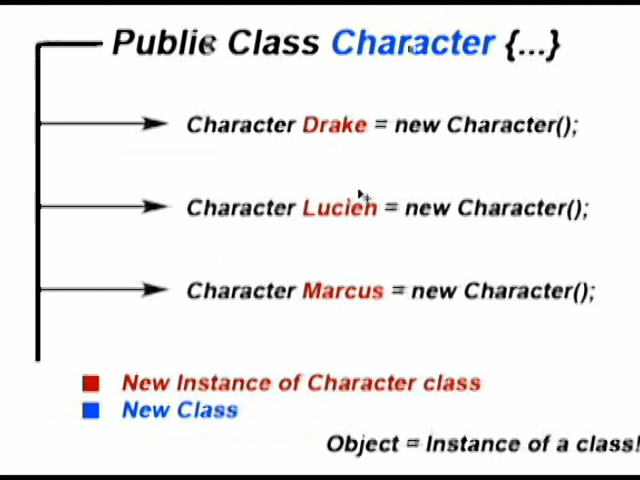 Public Class Character {...}
Character Drake = new Character();
Character Lucien = new Character();
Character Marcus = new Character();
New Instance of Character class
New Class
Object = Instance of a class!